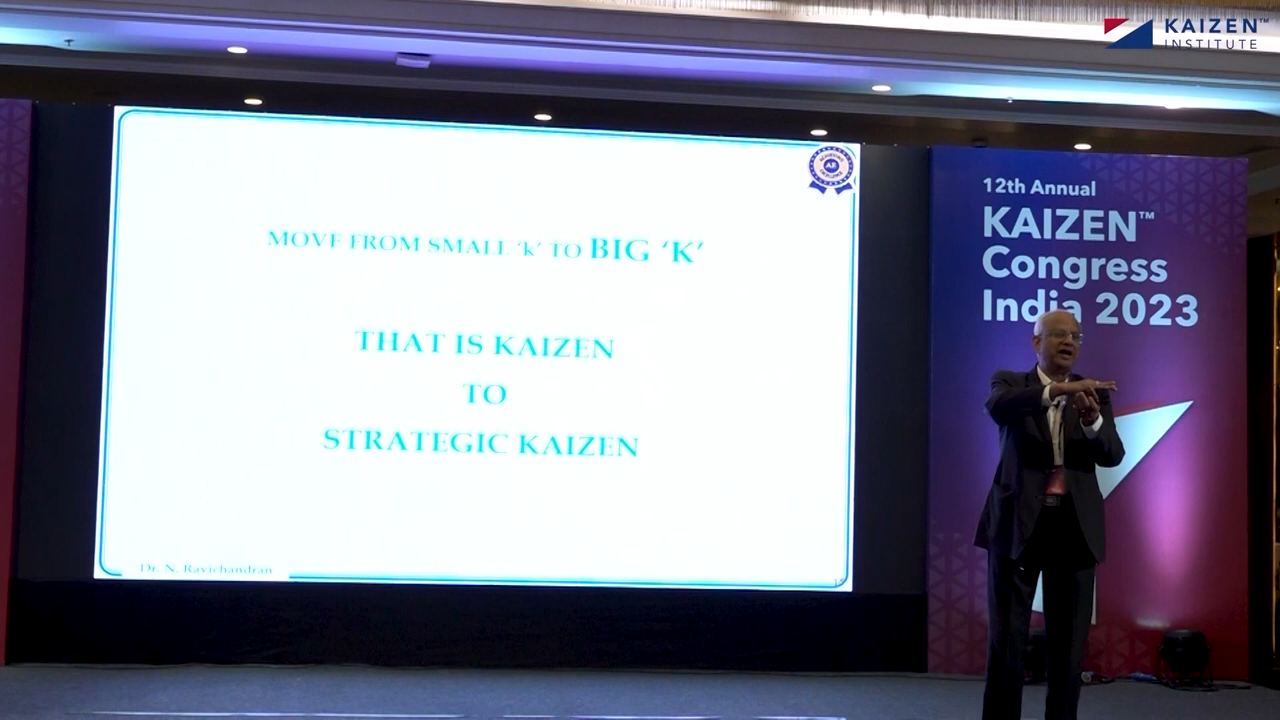 KAIZEN™
INSTITUTE
MOVE FROM SMALL ‘k’ TO BIG ‘K’
THAT IS KAIZEN
TO
STRATEGIC KAIZEN
Dr. N. Ravichandran
AE
12th Annual
KAIZEN™
Congress
India 2023